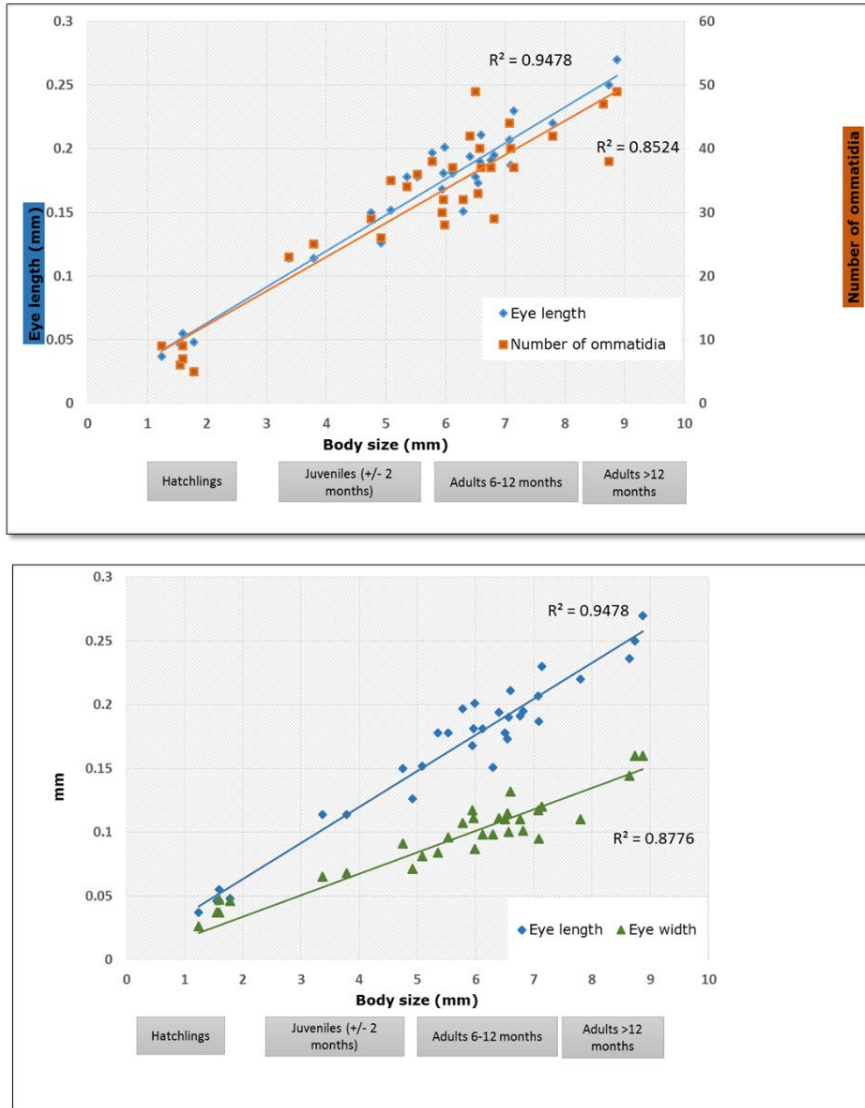 0.3
0.25
0.2
0.15
0.1
0.05
0
Eye length (mm)
60
50
40
30
20
10
0
Number of ommatidia
R² = 0.9478
R² = 0.8524
Eye length
Number of ommatidia
0 1 2 3 4 5 6 7 8 9 10
Body size (mm)
Hatchlings
Juveniles (+/- 2
months)
Adults 6-12 months
Adults >12
months
0.3
0.25
0.2
0.15
0.1
0.05
0
mm
R² = 0.9478
R² = 0.8776
Eye length Eye width
0 1 2 3 4 5 6 7 8 9 10
Body size (mm)
Hatchlings
Juveniles (+/- 2
months)
Adults 6-12 months
Adults >12
months